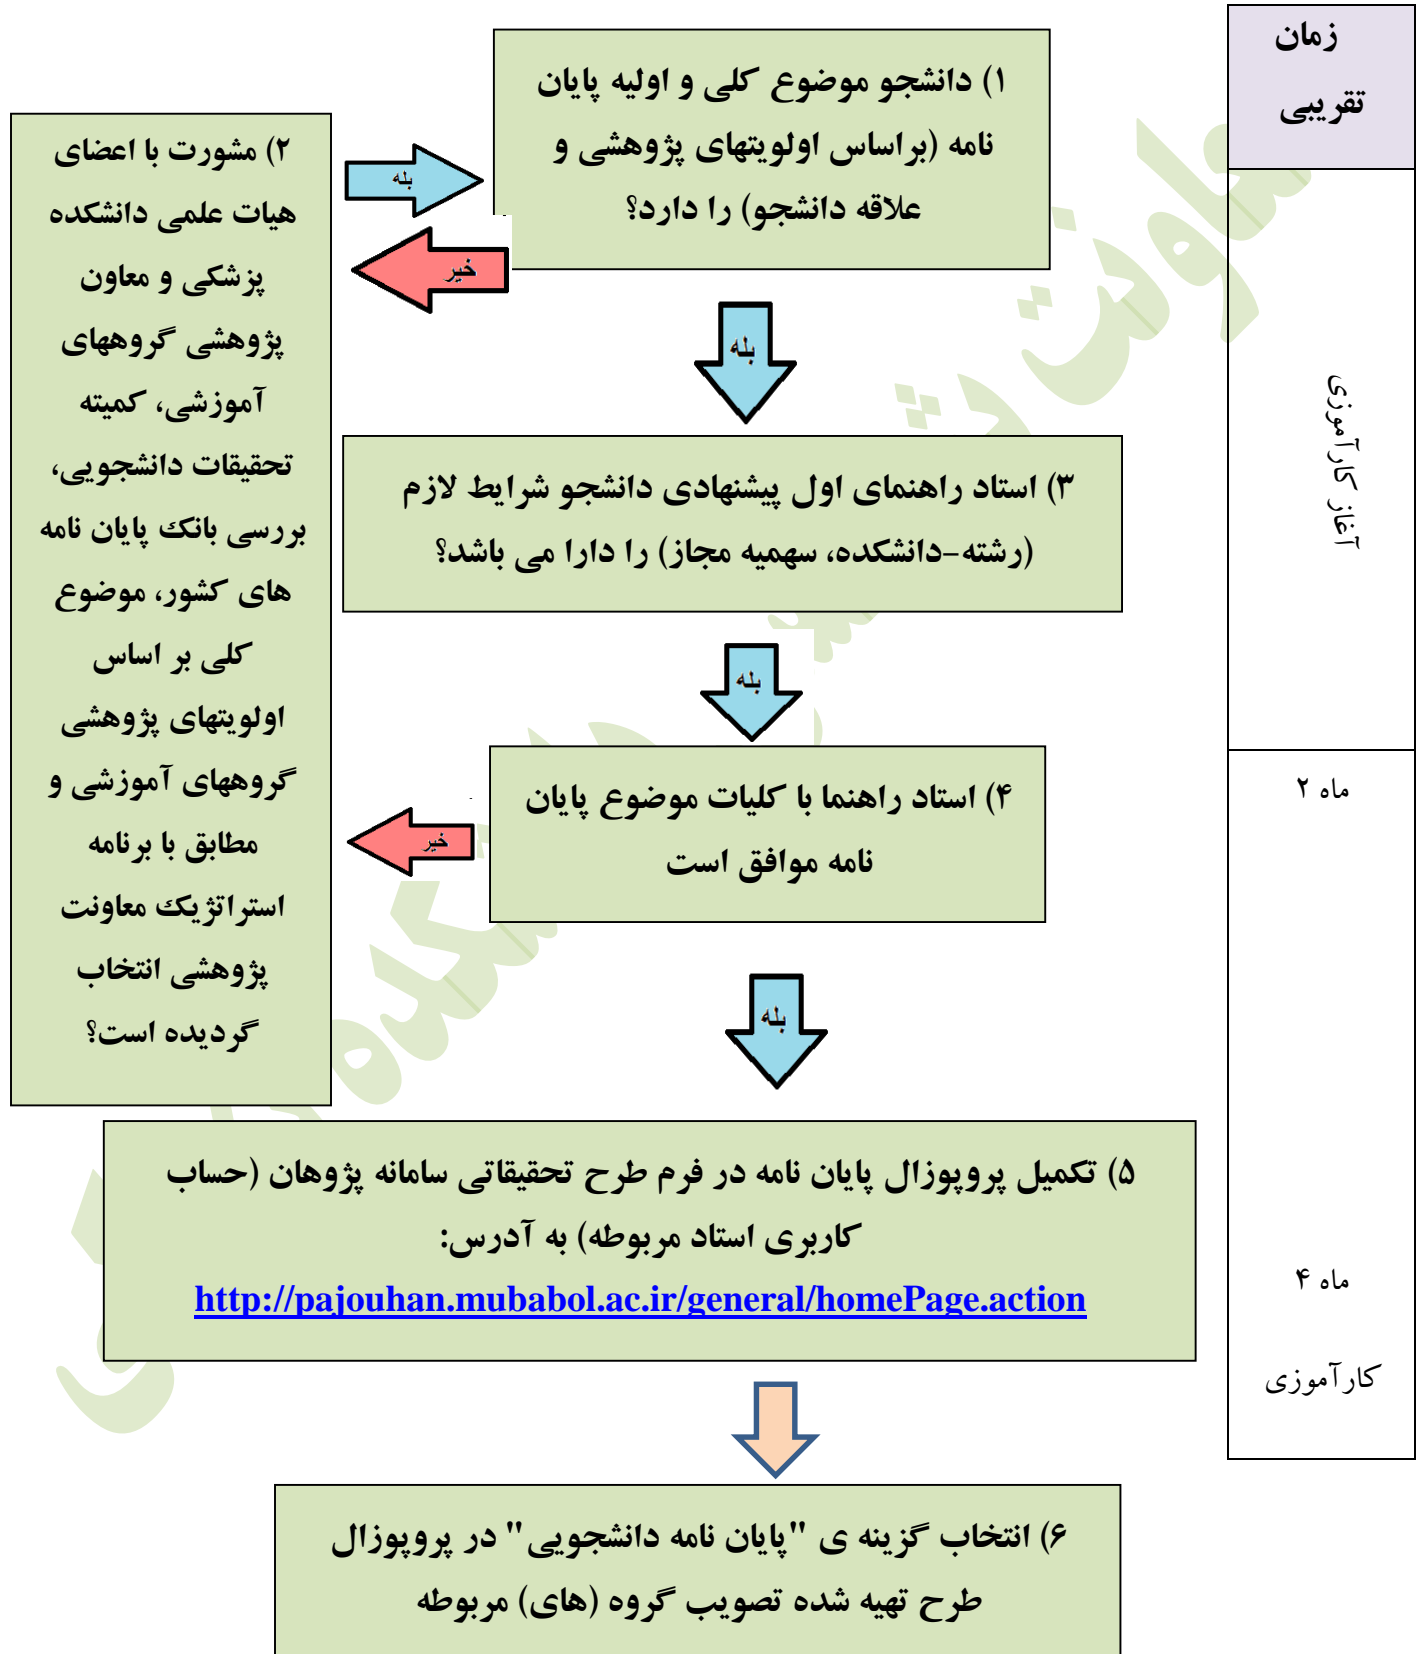 زمان
تقریبی
۱) دانشجو موضوع کلی و اولیه پایان
نامه (براساس اولویتهای پژوهشی و
علاقه دانشجو) را دارد؟
بله
خیر
۲) مشورت با اعضای
هیات علمی دانشکده
پزشکی و معاون
پژوهشی گروههای
آموزشی، کمیته
تحقیقات دانشجویی،
بررسی بانک پایان نامه
های کشور، موضوع
کلی بر اساس
اولویتهای پژوهشی
گروههای آموزشی و
مطابق با برنامه
استراتژیک معاونت
پژوهشی انتخاب
گردیده است؟
بله
آغاز کارآموزی
۳) استاد راهنمای اول پیشنهادی دانشجو شرایط لازم
(رشته-دانشکده، سهمیه مجاز) را دارا می باشد؟
بله
ماه ۲
۴) استاد راهنما با کلیات موضوع پایان
نامه موافق است
خیر
بله
۵) تکمیل پروپوزال پایان نامه در فرم طرح تحقیقاتی سامانه پژوهان (حساب
کاربری استاد مربوطه) به آدرس:
http://pajouhan.mubabol.ac.ir/general/homePage.action
ماه ۴
کارآموزی
۶) انتخاب گزینه ی "پایان نامه دانشجویی" در پروپوزال
طرح تهیه شده تصویب گروه (های) مربوطه